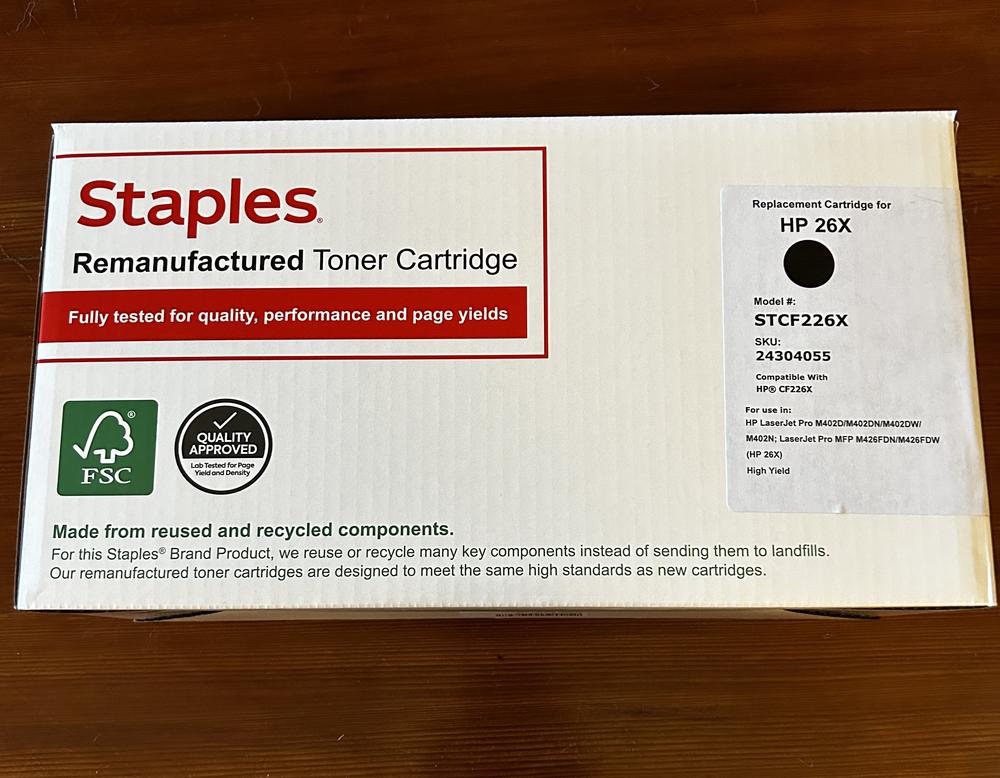 Staples®
Remanufactured Toner Cartridge
Fully tested for quality, performance and page yields
®
FSC
QUALITY
APPROVED
Lab Tested for Page
Yield and Density
Made from reused and recycled components.
For this Staples® Brand Product, we reuse or recycle many key components instead of sending them to landfills.
Our remanufactured toner cartridges are designed to meet the same high standards as new cartridges.
Replacement Cartridge for
HP 26X
Model #:
STCF226X
SKU:
24304055
Compatible With
HP® CF226X
For use in:
HP LaserJet Pro M402D/M402DN/M402DW/
M402N; LaserJet Pro MFP M426FDN/M426FDW
(HP 26X)
High Yield